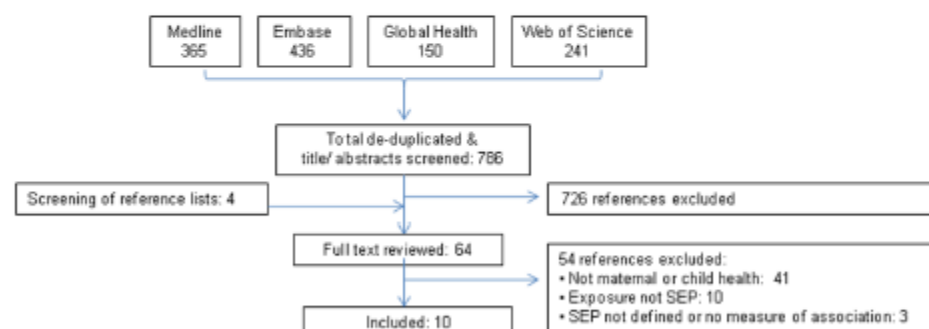 Medline
365
Embase
436
Global Health
150
Web of Science
241
Total de-duplicated &
title/ abstracts screened: 786
Screening of reference lists: 4
726 references excluded
Full text reviewed: 64
54 references excluded:
• Not maternal or child health: 41
• Exposure not SEP: 10
• SEP not defined or no measure of association: 3
Included: 10